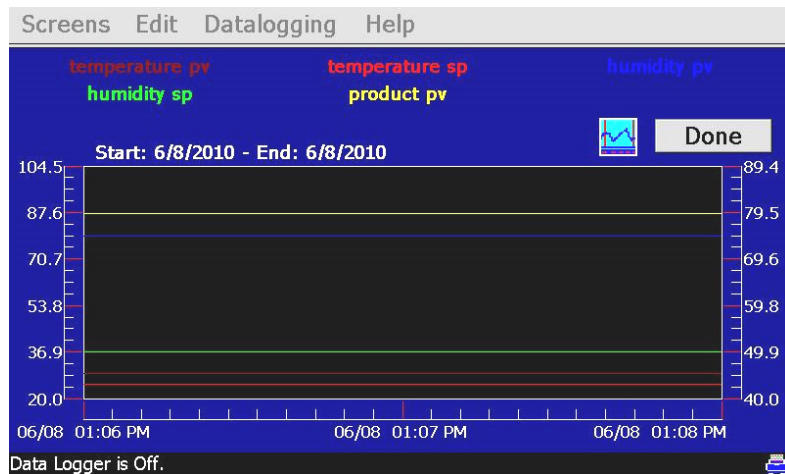 Screens Edit Datalogging Help
temperature pv temperature sp humidity pv
humidity sp product pv
Done
Start: 6/8/2010 - End: 6/8/2010
104.5 89.4
87.6 79.5
70.7 69.6
53.8 59.8
36.9 49.9
20.0 40.0
06/08 01:06 PM 06/08 01:07 PM 06/08 01:08 PM
Data Logger is Off.